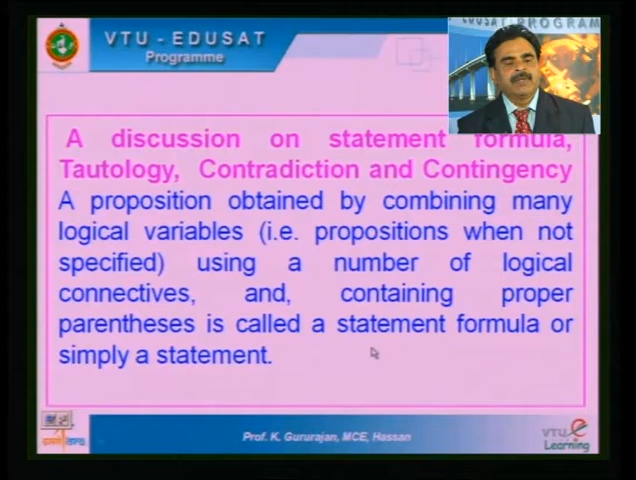 VTU - EDUSAT
Programme
EDUSAT-PROGRAM
A discussion on statement formula,
Tautology, Contradiction and Contingency
A proposition obtained by combining many
logical variables (i.e. propositions when not
specified) using a number of logical
connectives, and, containing proper
parentheses is called a statement formula or
simply a statement.
Prof. K. Gururajan, MCE, Hassan
VTU e
Learning